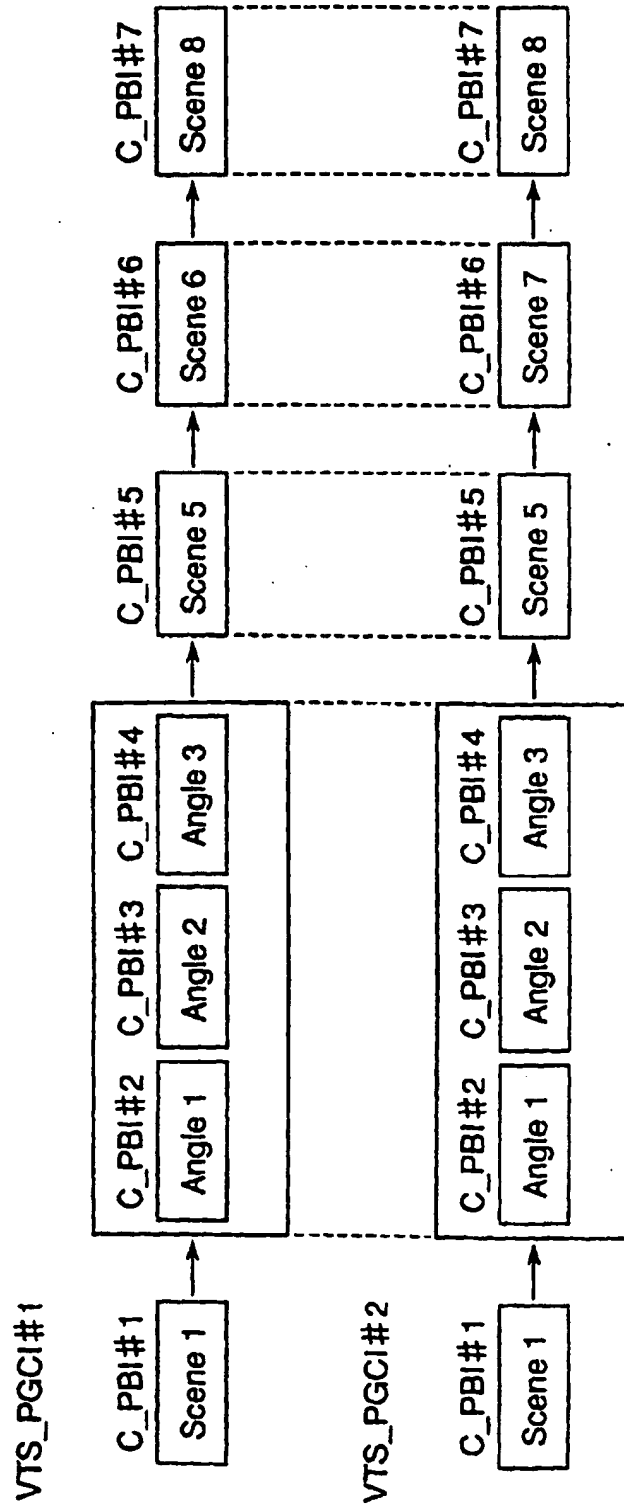 VTS_PGCI#1
C_PBI#1 C_PBI#2 C_PBI#3 C_PBI#4 C_PBI#5 C_PBI#6 C_PBI#7
Scene 1 Angle 1 Angle 2 Angle 3 Scene 5 Scene 6 Scene 8
VTS_PGCI#2
C_PBI#1 C_PBI#2 C_PBI#3 C_PBI#4 C_PBI#5 C_PBI#6 C_PBI#7
Scene 1 Angle 1 Angle 2 Angle 3 Scene 5 Scene 7 Scene 8